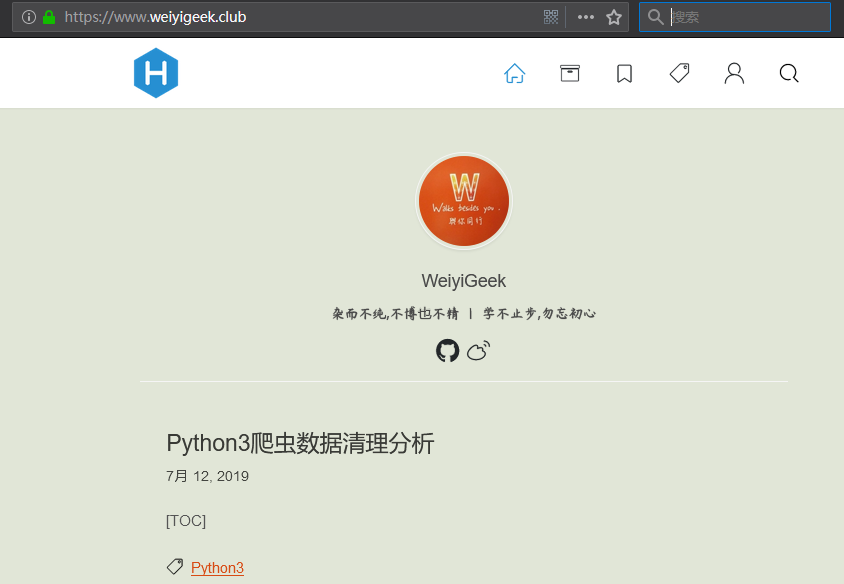 https://www.weiyigeek.club
搜索
H
W
Walks besides you .
与你同行
WeiyiGeek
杂而不纯,不博也不精 | 学不止步,勿忘初心
Python3爬虫数据清理分析
7月 12, 2019
[TOC]
Python3